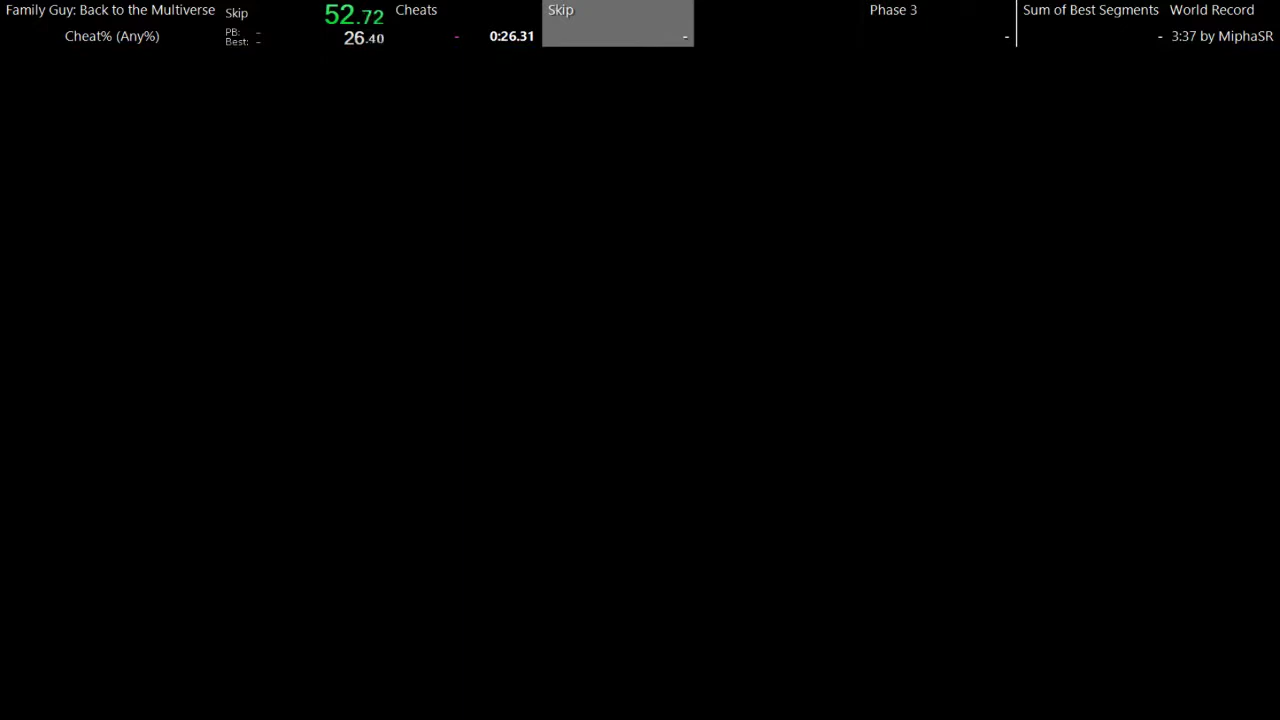 Family Guy: Back to the Multiverse
Cheat% (Any%)
Skip
PB: -
Best: -
52.72
26.40
Cheats
- 0:26.31
Skip
-
Phase 3
-
Sum of Best Segments
-
World Record
3:37 by MiphaSR